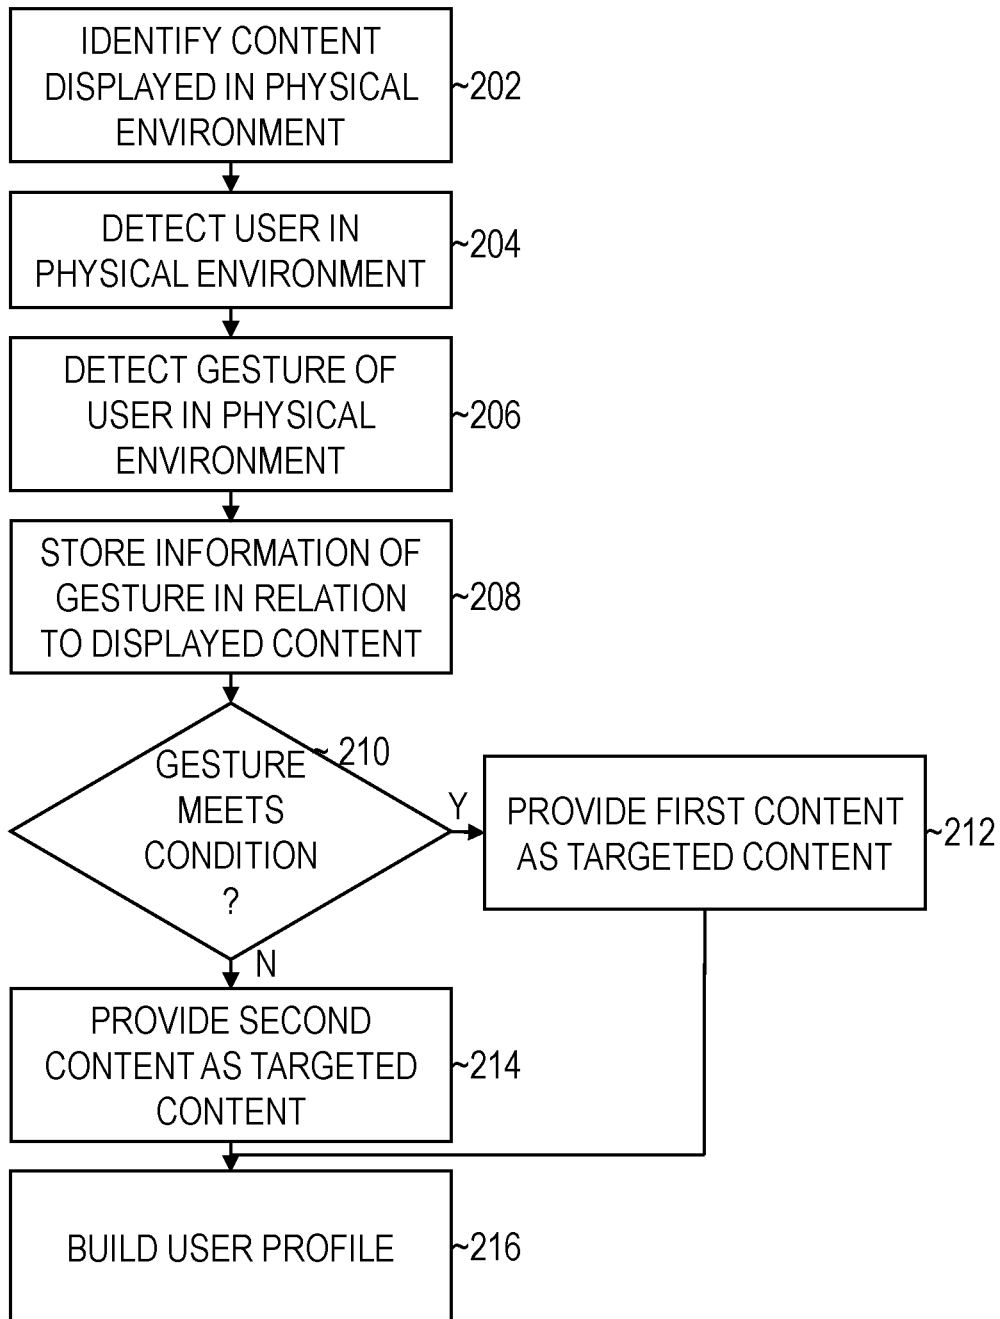 IDENTIFY CONTENT
DISPLAYED IN PHYSICAL
ENVIRONMENT
~202
DETECT USER IN
PHYSICAL ENVIRONMENT
~204
DETECT GESTURE OF
USER IN PHYSICAL
ENVIRONMENT
~206
STORE INFORMATION OF
GESTURE IN RELATION
TO DISPLAYED CONTENT
~208
~ 210
GESTURE
MEETS
CONDITION
?
Y
PROVIDE FIRST CONTENT
AS TARGETED CONTENT
~212
N
PROVIDE SECOND
CONTENT AS TARGETED
CONTENT
~214
BUILD USER PROFILE
~216